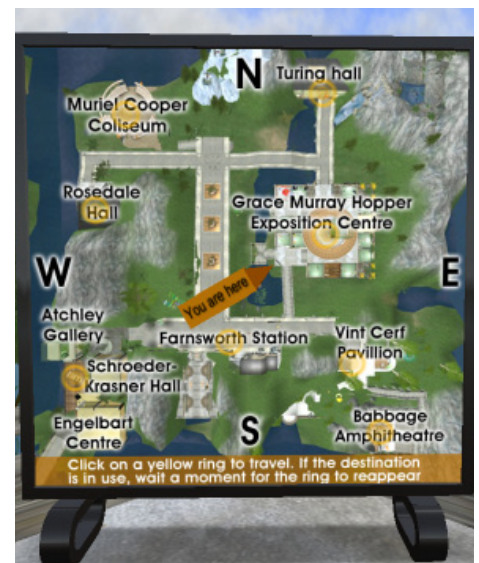 N
Turing hall
Muriel Cooper
Coliseum
Rosedale
Hall
Grace Murray Hopper
Exposition Centre
W
E
You are here
Atchley
Gallery
Farnsworth Station
Vint Cerf
Pavillion
Schroeder-
Krasner Hall
Engelbart
Centre
S
Babbage
Amphitheatre
Click on a yellow ring to travel. If the destination
is in use, wait a moment for the ring to reappear